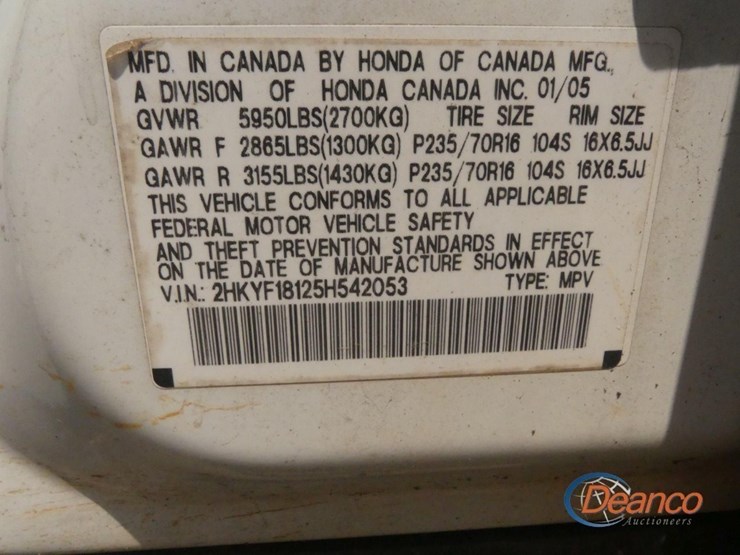 MFD. IN CANADA BY HONDA OF CANADA MFG.,
A DIVISION OF HONDA CANADA INC. 01/05
GVWR 5950LBS(2700KG) TIRE SIZE RIM SIZE
GAWR F 2865LBS(1300KG) P235/70R16 104S 16X6.5JJ
GAWR R 3155LBS(1430KG) P235/70R16 104S 16X6.5JJ
THIS VEHICLE CONFORMS TO ALL APPLICABLE
FEDERAL MOTOR VEHICLE SAFETY
AND THEFT PREVENTION STANDARDS IN EFFECT
ON THE DATE OF MANUFACTURE SHOWN ABOVE
V.I.N.: 2HKYF18125H542053 TYPE: MPV
Deanco
Auctioneers